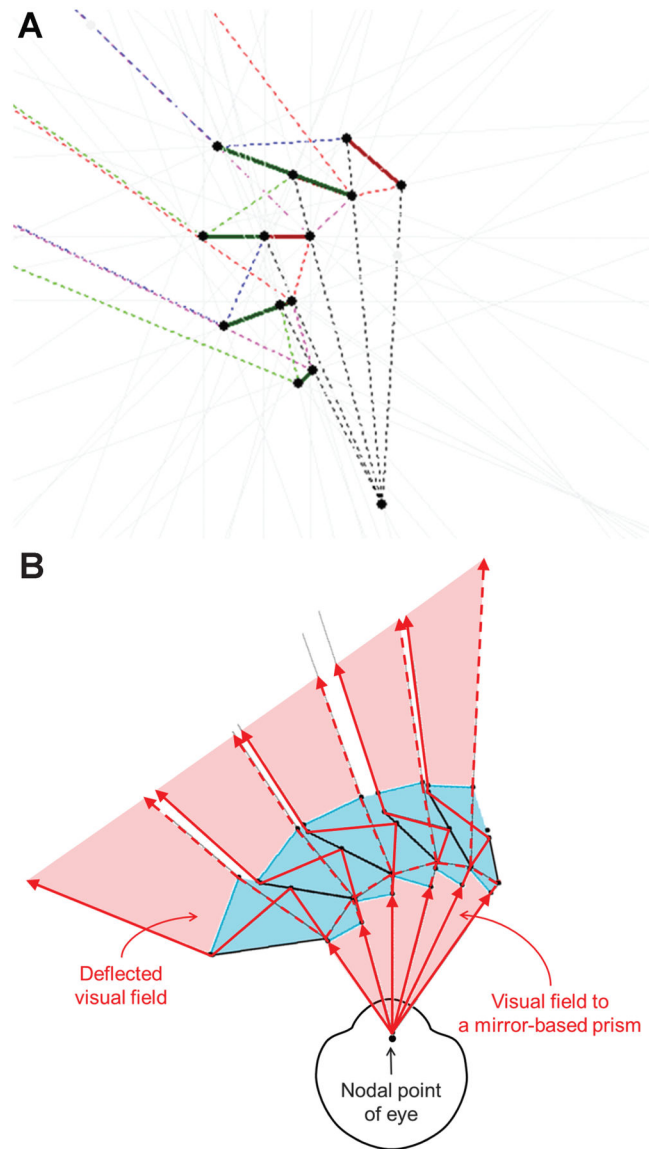 A
B
Deflected
visual field
Visual field to
a mirror-based prism
Nodal point
of eye